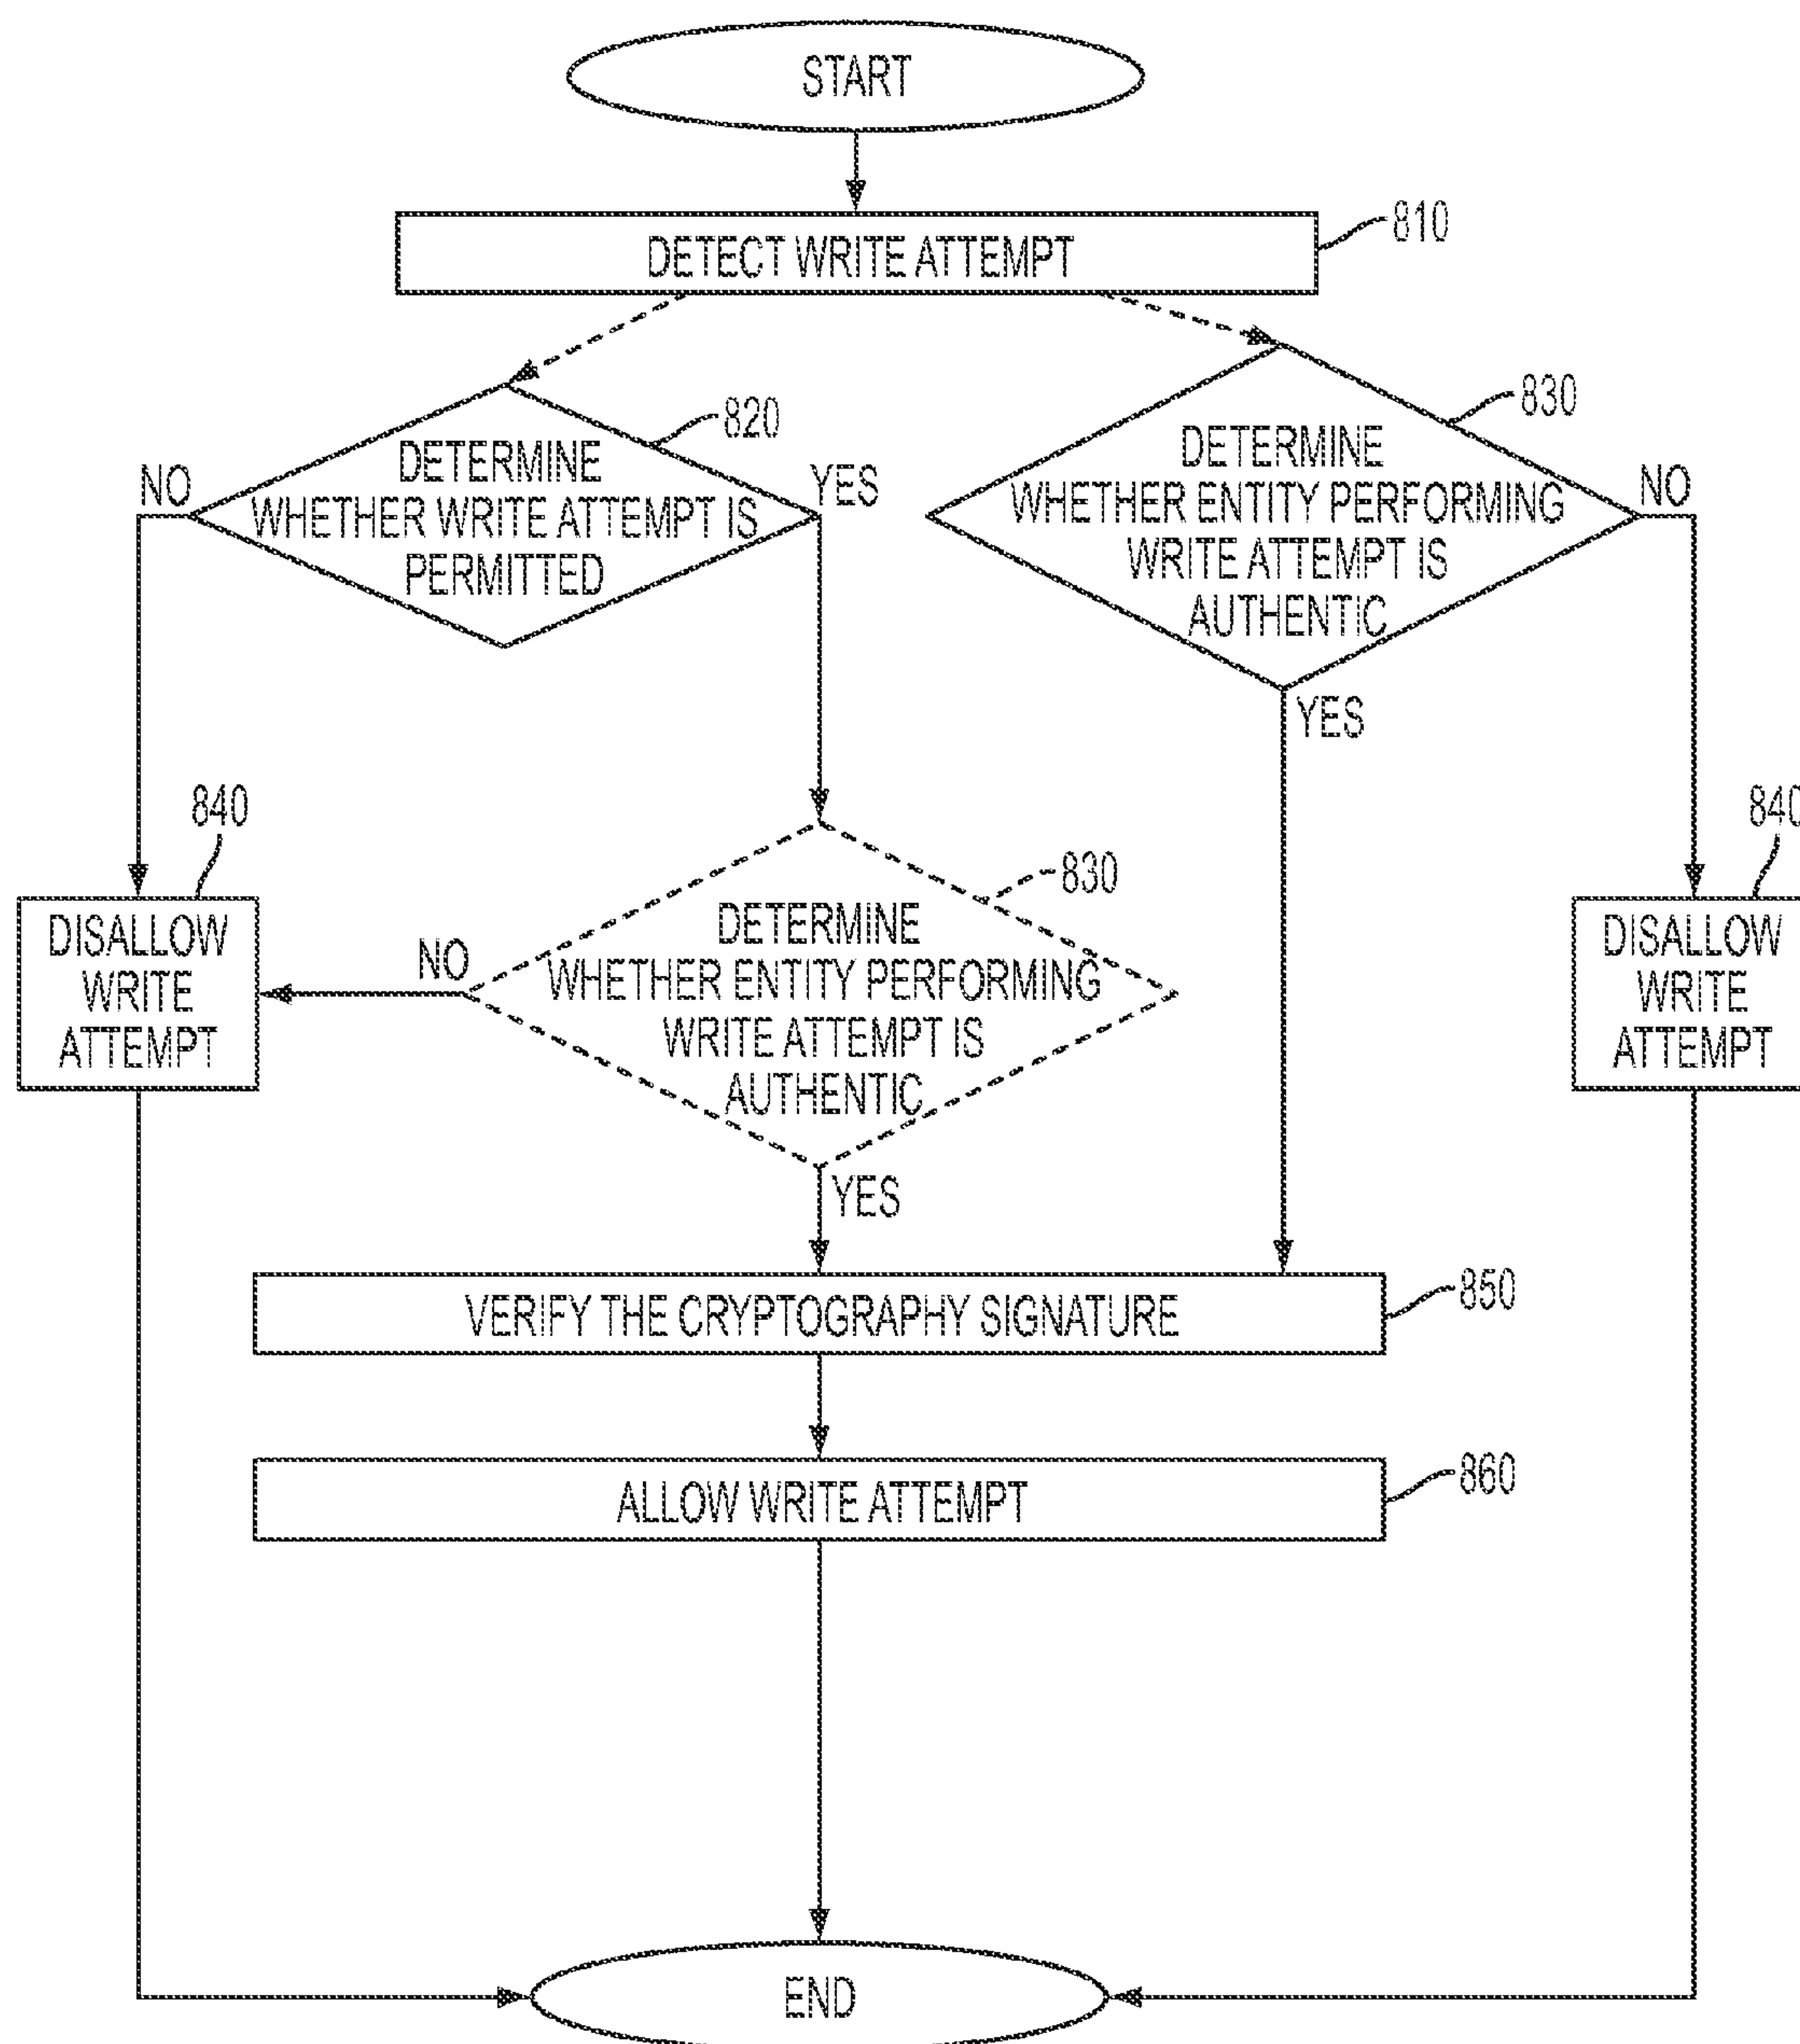 START
DETECT WRITE ATTEMPT
810
820
DETERMINE
WHETHER WRITE ATTEMPT IS
PERMITTED
NO
YES
830
DETERMINE
WHETHER ENTITY PERFORMING
WRITE ATTEMPT IS
AUTHENTIC
NO
YES
840
DISALLOW
WRITE
ATTEMPT
830
DETERMINE
WHETHER ENTITY PERFORMING
WRITE ATTEMPT IS
AUTHENTIC
NO
YES
840
DISALLOW
WRITE
ATTEMPT
VERIFY THE CRYPTOGRAPHY SIGNATURE
850
ALLOW WRITE ATTEMPT
860
END